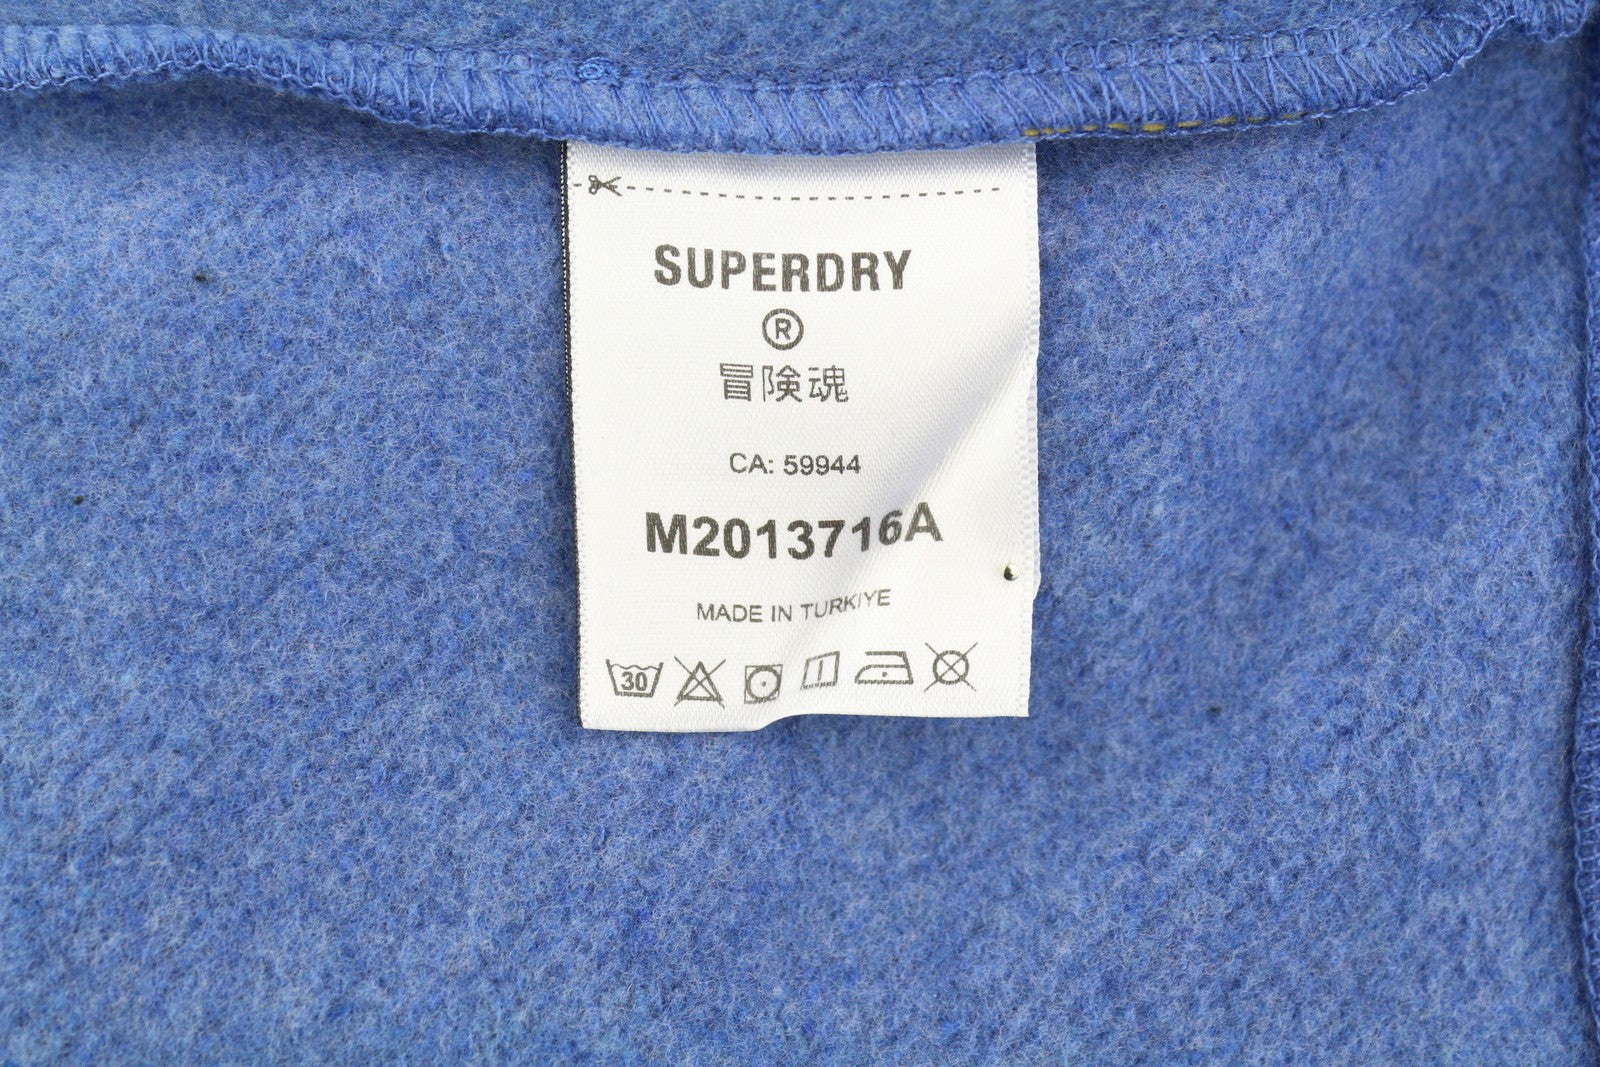 SUPERDRY
®
冒険魂
CA: 59944
M2013716A
MADE IN TURKIYE
30